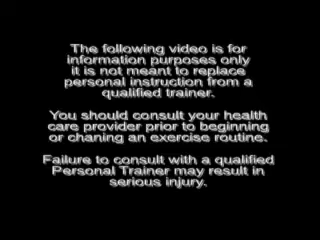 The following video is for
information purposes only
it is not meant to replace
personal instruction from a
qualified trainer.
You should consult your health
care provider prior to beginning
or chaning an exercise routine.
Failure to consult with a qualified
Personal Trainer may result in
serious injury.